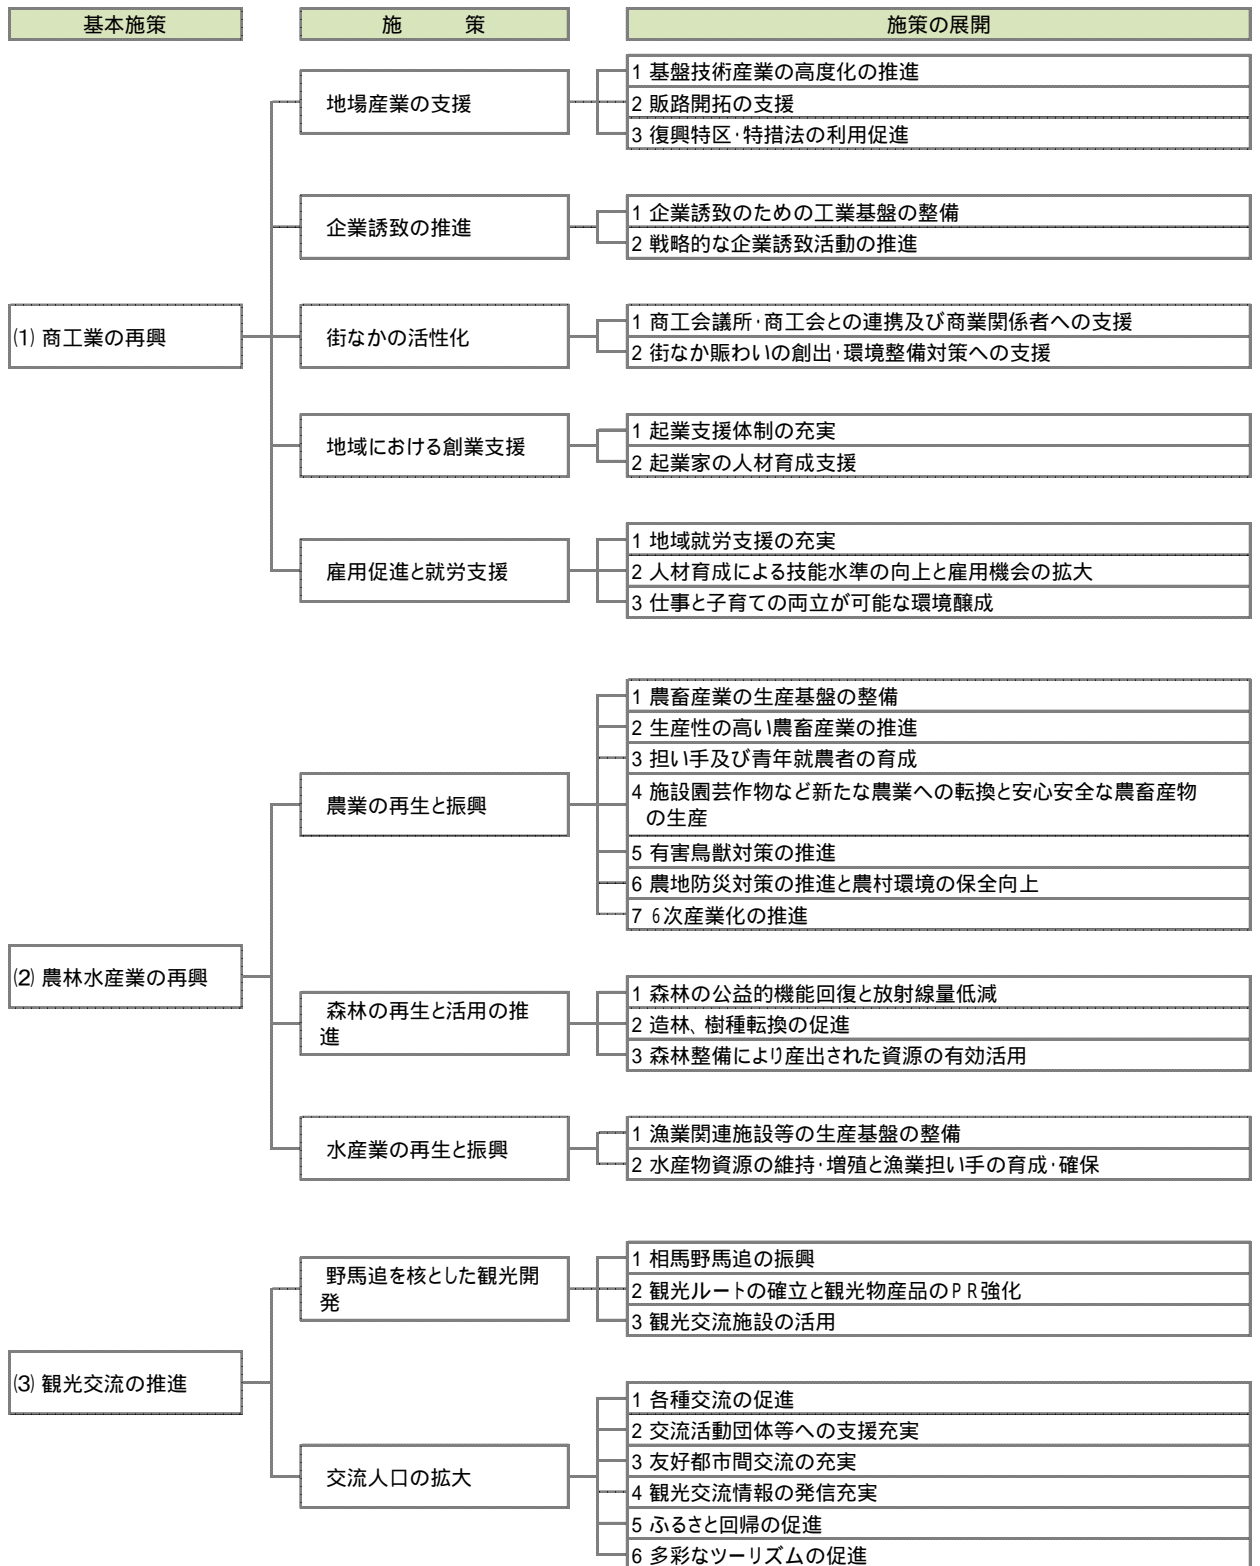 基本施策
施　策
施策の展開
(1) 商工業の再興
地場産業の支援
1 基盤技術産業の高度化の推進
2 販路開拓の支援
3 復興特区･特措法の利用促進
企業誘致の推進
1 企業誘致のための工業基盤の整備
2 戦略的な企業誘致活動の推進
街なかの活性化
1 商工会議所･商工会との連携及び商業関係者への支援
2 街なか賑わいの創出･環境整備対策への支援
地域における創業支援
1 起業支援体制の充実
2 起業家の人材育成支援
雇用促進と就労支援
1 地域就労支援の充実
2 人材育成による技能水準の向上と雇用機会の拡大
3 仕事と子育ての両立が可能な環境醸成
(2) 農林水産業の再興
農業の再生と振興
1 農畜産業の生産基盤の整備
2 生産性の高い農畜産業の推進
3 担い手及び青年就農者の育成
4 施設園芸作物など新たな農業への転換と安心安全な農畜産物
の生産
5 有害鳥獣対策の推進
6 農地防災対策の推進と農村環境の保全向上
7 6次産業化の推進
森林の再生と活用の推
進
1 森林の公益的機能回復と放射線量低減
2 造林、樹種転換の促進
3 森林整備により産出された資源の有効活用
水産業の再生と振興
1 漁業関連施設等の生産基盤の整備
2 水産物資源の維持･増殖と漁業担い手の育成･確保
(3) 観光交流の推進
野馬追を核とした観光開
発
1 相馬野馬追の振興
2 観光ルートの確立と観光物産品のPR強化
3 観光交流施設の活用
交流人口の拡大
1 各種交流の促進
2 交流活動団体等への支援充実
3 友好都市間交流の充実
4 観光交流情報の発信充実
5 ふるさと回帰の促進
6 多彩なツーリズムの促進